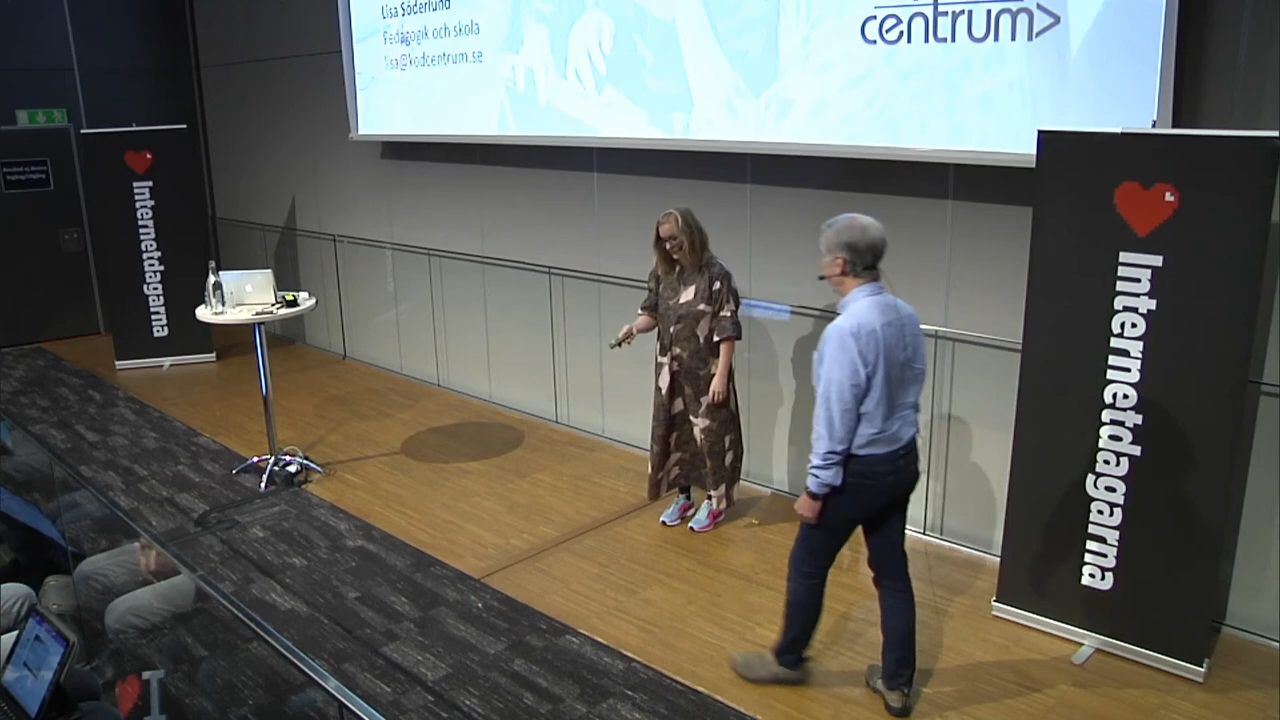 Lisa Söderlund
Pedagogik och skola
lisa@kodcentrum.se
centrum>
Internetdagarna
Internetdagarna